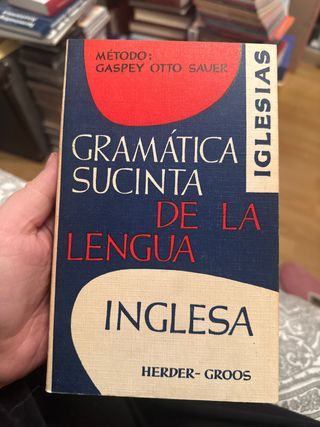 MÉTODO:
GASPEY OTTO SAUER
IGLESIAS
GRAMÁTICA
SUCINTA
DE LA
LENGUA
INGLESA
HERDER-GROOS